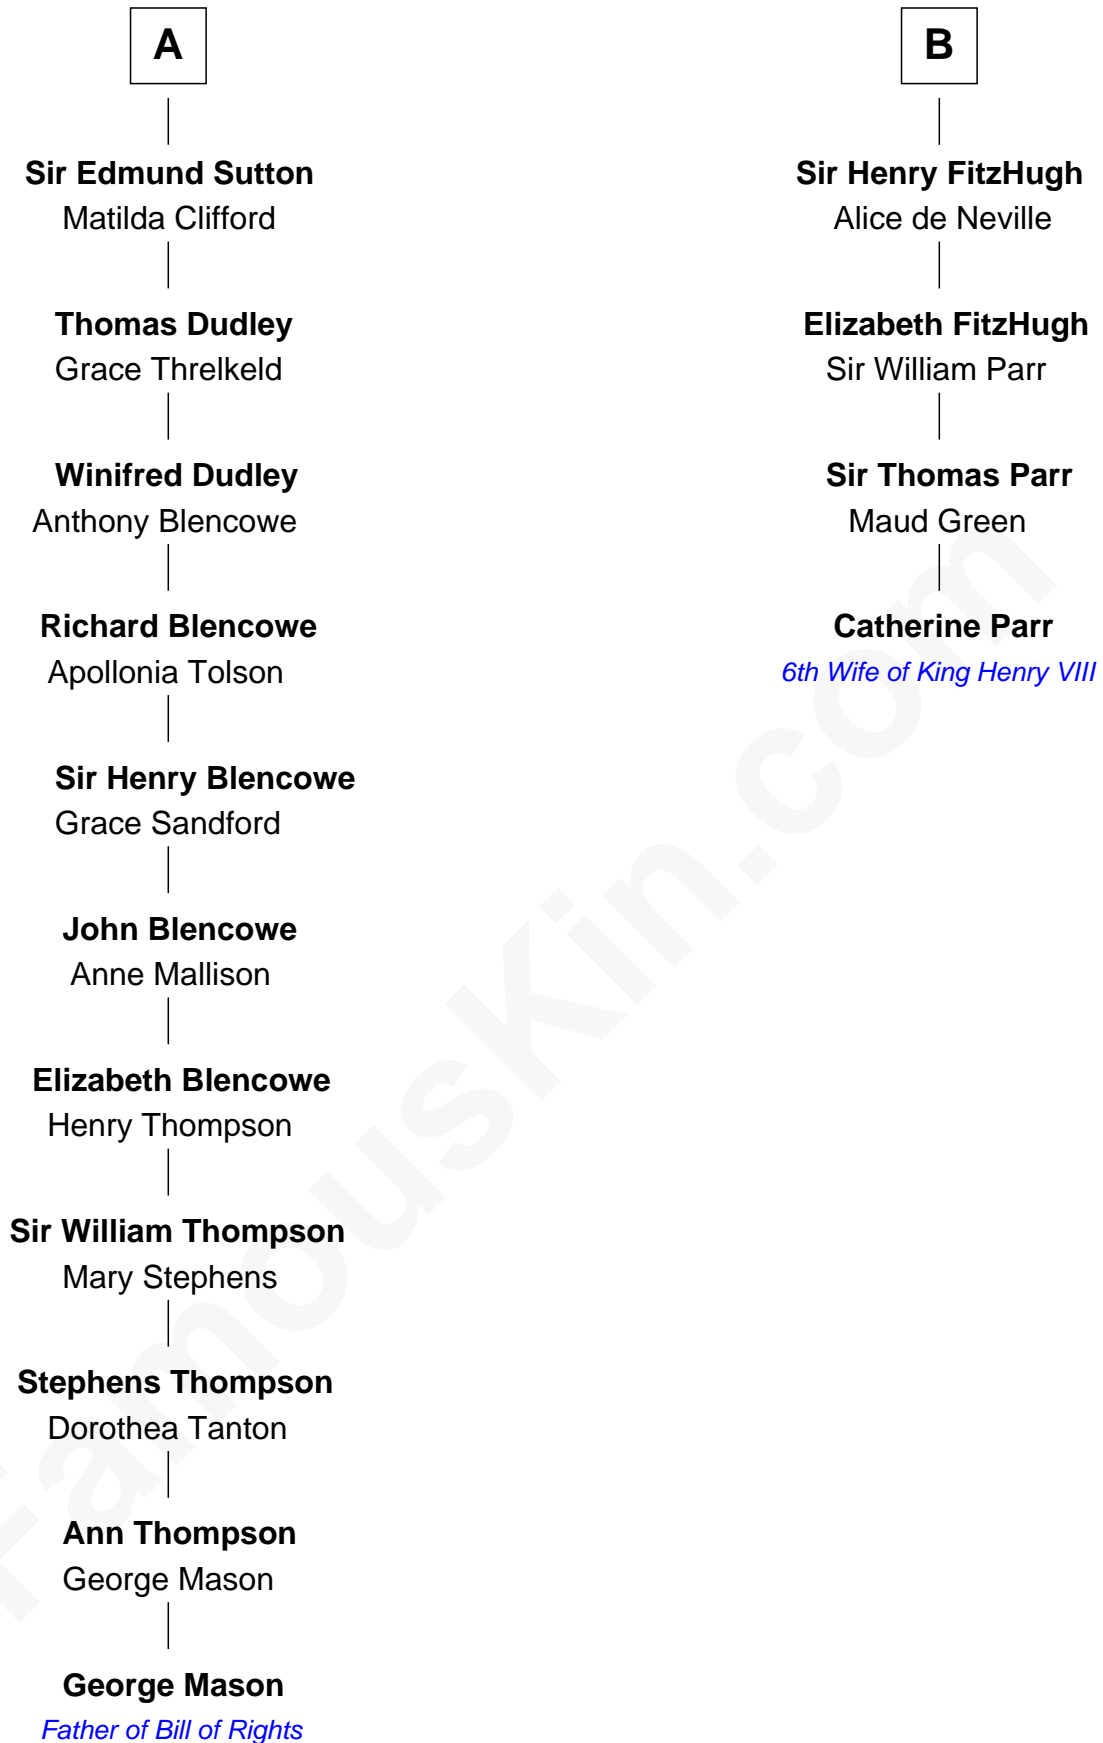 A
Sir Edmund Sutton
Matilda Clifford
Thomas Dudley
Grace Threlkeld
Winifred Dudley
Anthony Blencowe
Richard Blencowe
Apollonia Tolson
Sir Henry Blencowe
Grace Sandford
John Blencowe
Anne Mallison
Elizabeth Blencowe
Henry Thompson
Sir William Thompson
Mary Stephens
Stephens Thompson
Dorothea Tanton
Ann Thompson
George Mason
George Mason
Father of Bill of Rights
B
Sir Henry FitzHugh
Alice de Neville
Elizabeth FitzHugh
Sir William Parr
Sir Thomas Parr
Maud Green
Catherine Parr
6th Wife of King Henry VIII
FamousKin.com